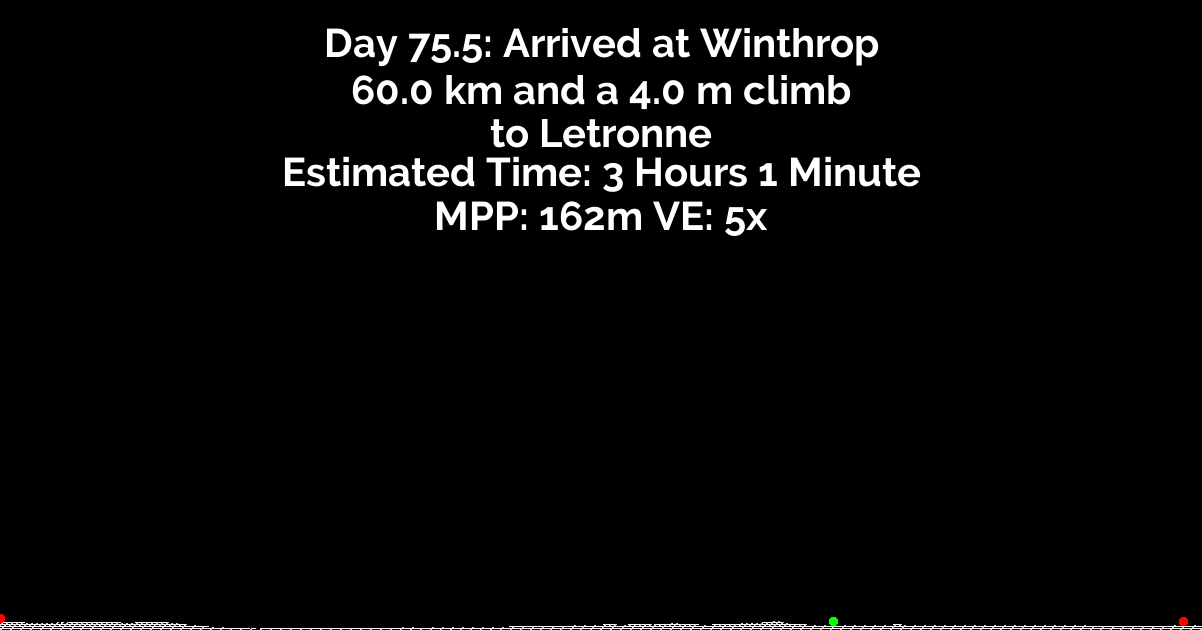 Day 75.5: Arrived at Winthrop
60.0 km and a 4.0 m climb
to Letronne
Estimated Time: 3 Hours 1 Minute
MPP: 162m VE: 5x